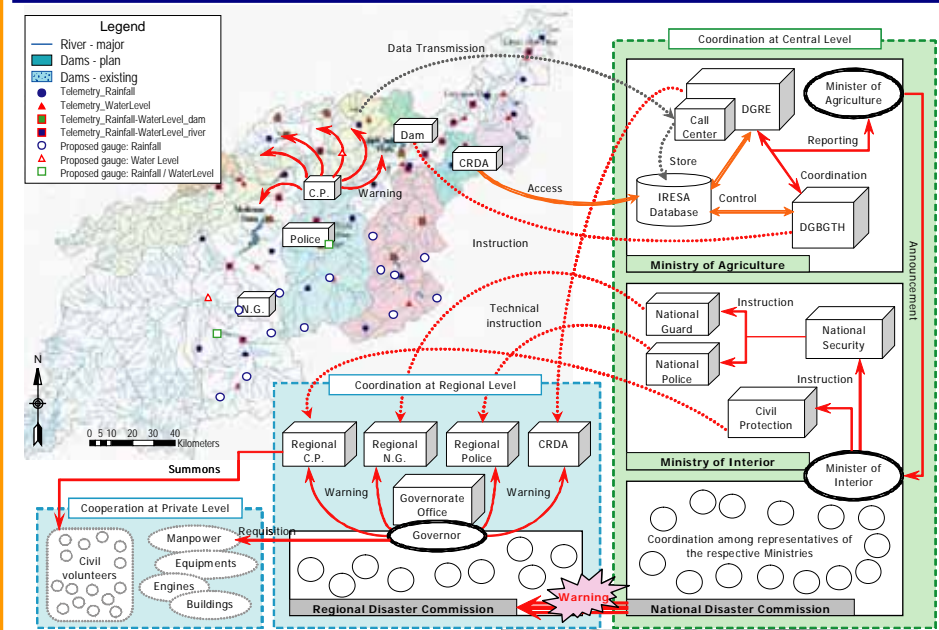 Legend
River - major
Dams - plan
Dams - existing
Telemetry_Rainfall
Telemetry_WaterLevel
Telemetry_Rainfall-WaterLevel_dam
Telemetry_Rainfall-WaterLevel_river
Proposed gauge: Rainfall
Proposed gauge: Water Level
Proposed gauge: Rainfall / WaterLevel
Data Transmission
Dam
CRDA
C.P.
Warning
Police
N.G.
Access
Instruction
Technical
instruction
N
0 5 10 20 30 40
Kilometers
Coordination at Central Level
DGRE
Call
Center
Minister of
Agriculture
Reporting
Store
Coordination
IRESA
Database
Control
DGBGTH
Ministry of Agriculture
Announcement
National
Guard
Instruction
National
Security
National
Police
Instruction
Civil
Protection
Ministry of Interior
Minister of
Interior
Coordination among representatives of
the respective Ministries
National Disaster Commission
Coordination at Regional Level
Regional
C.P.
Regional
N.G.
Regional
Police
CRDA
Warning
Governorate
Office
Warning
Governor
Regional Disaster Commission
Warning
Summons
Requisition
Cooperation at Private Level
Civil
volunteers
Manpower
Equipments
Engines
Buildings